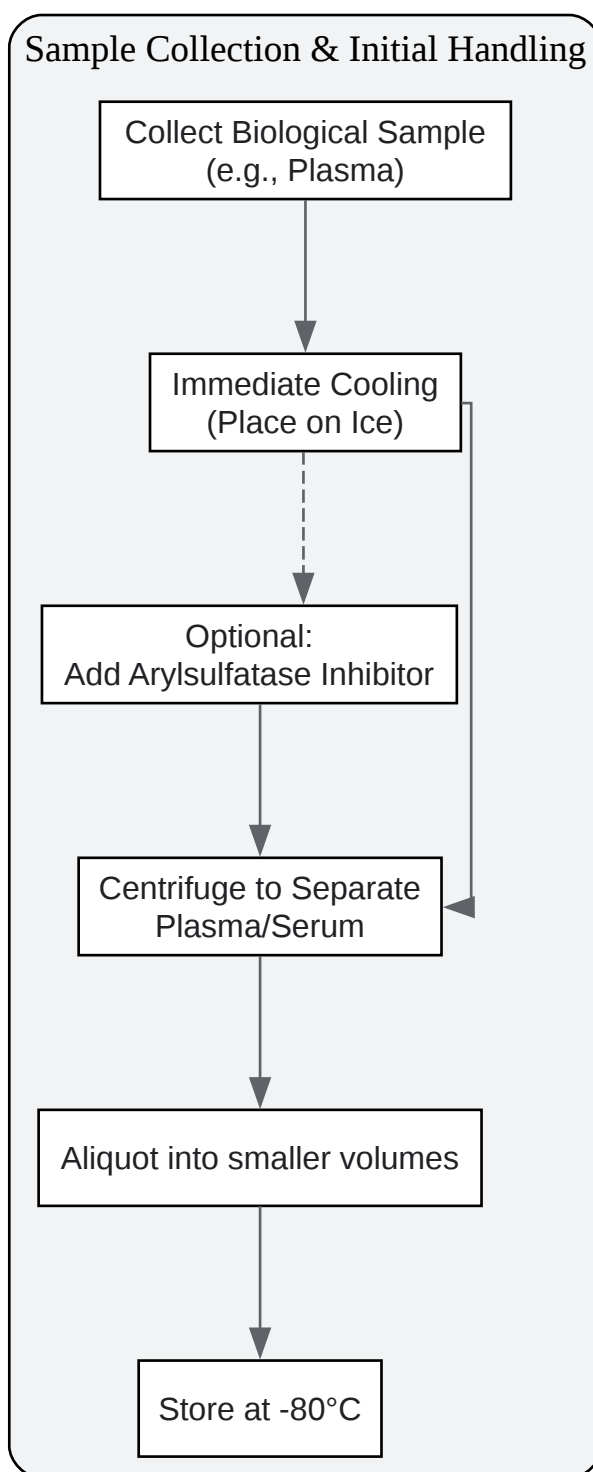 Sample Collection & Initial Handling
Collect Biological Sample
(e.g., Plasma)
Immediate Cooling
(Place on Ice)
Optional:
Add Arylsulfatase Inhibitor
Centrifuge to Separate
Plasma/Serum
Aliquot into smaller volumes
Store at -80°C